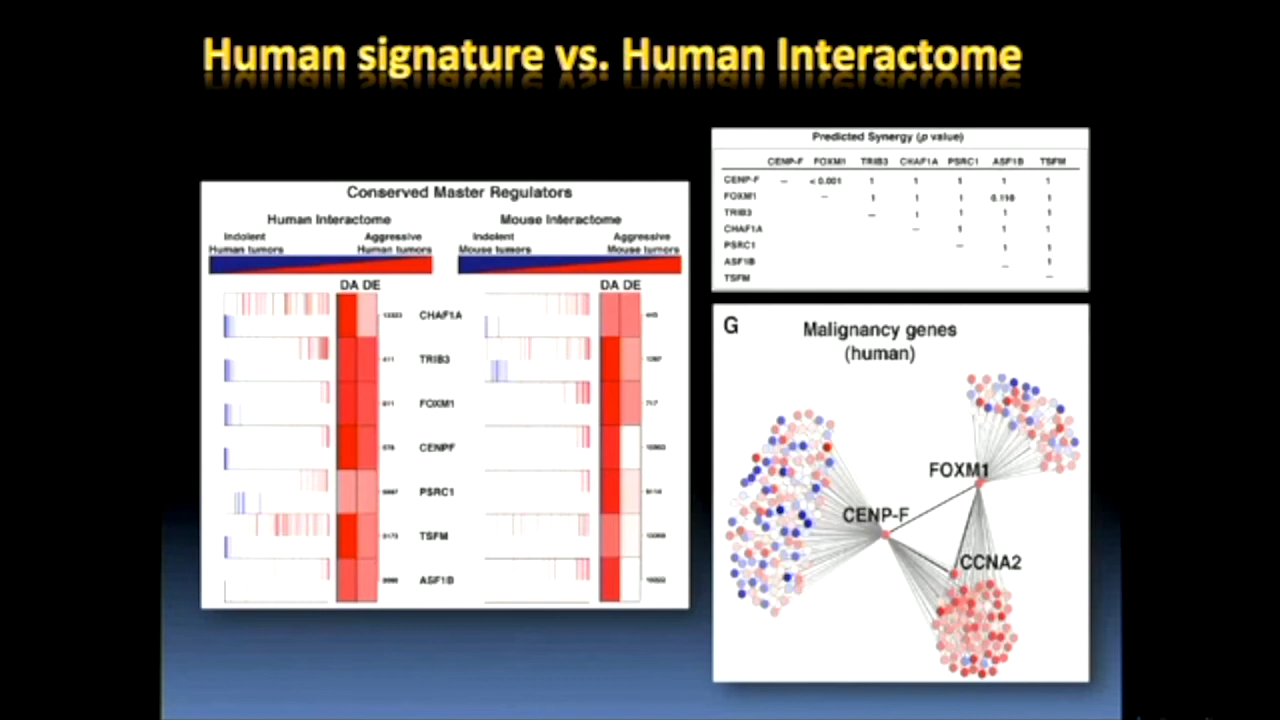 Human signature vs. Human Interactome
Conserved Master Regulators
Human Interactome Mouse Interactome
Indolent Aggressive Indolent Aggressive
Human tumors Human tumors Mouse tumors Mouse tumors
DA DE DA DE
CHAF1A
TRIB3
FOXM1
CENPF
PSRC1
TSFM
ASF1B
Predicted Synergy (p value)
CENP-F FOXM1 TRIB3 CHAF1A PSRC1 ASF1B TSFM
CENP-F – < 0.001 1 1 1 1 1
FOXM1 – 1 1 1 0.110 1
TRIB3 – 1 1 1 1
CHAF1A – 1 1 1
PSRC1 – 1 1
ASF1B – 1
TSFM –
G
Malignancy genes
(human)
FOXM1
CENP-F
CCNA2